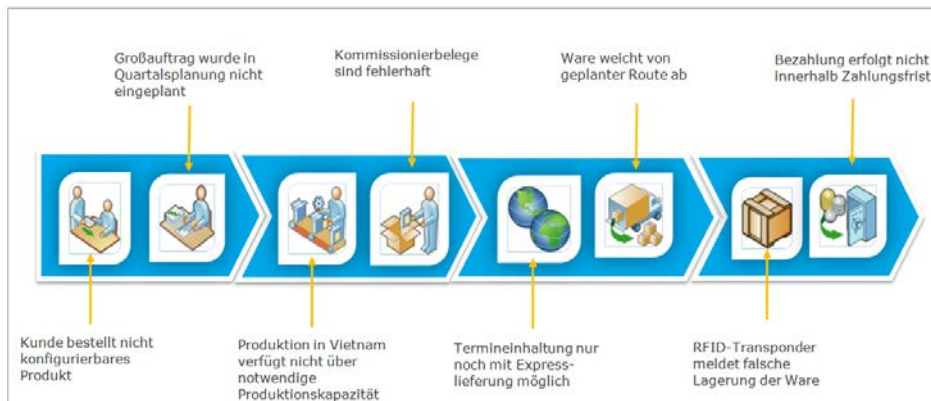 Großauftrag wurde in
Quartalsplanung nicht
eingeplant
Kommissionierbelege
sind fehlerhaft
Ware weicht von
geplanter Route ab
Bezahlung erfolgt nicht
innerhalb Zahlungsfrist
Kunde bestellt nicht
konfigurierbares
Produkt
Produktion in Vietnam
verfügt nicht über
notwendige
Produktionskapazität
Termineinhaltung nur
noch mit Express-
lieferung möglich
RFID-Transponder
meldet falsche
Lagerung der Ware